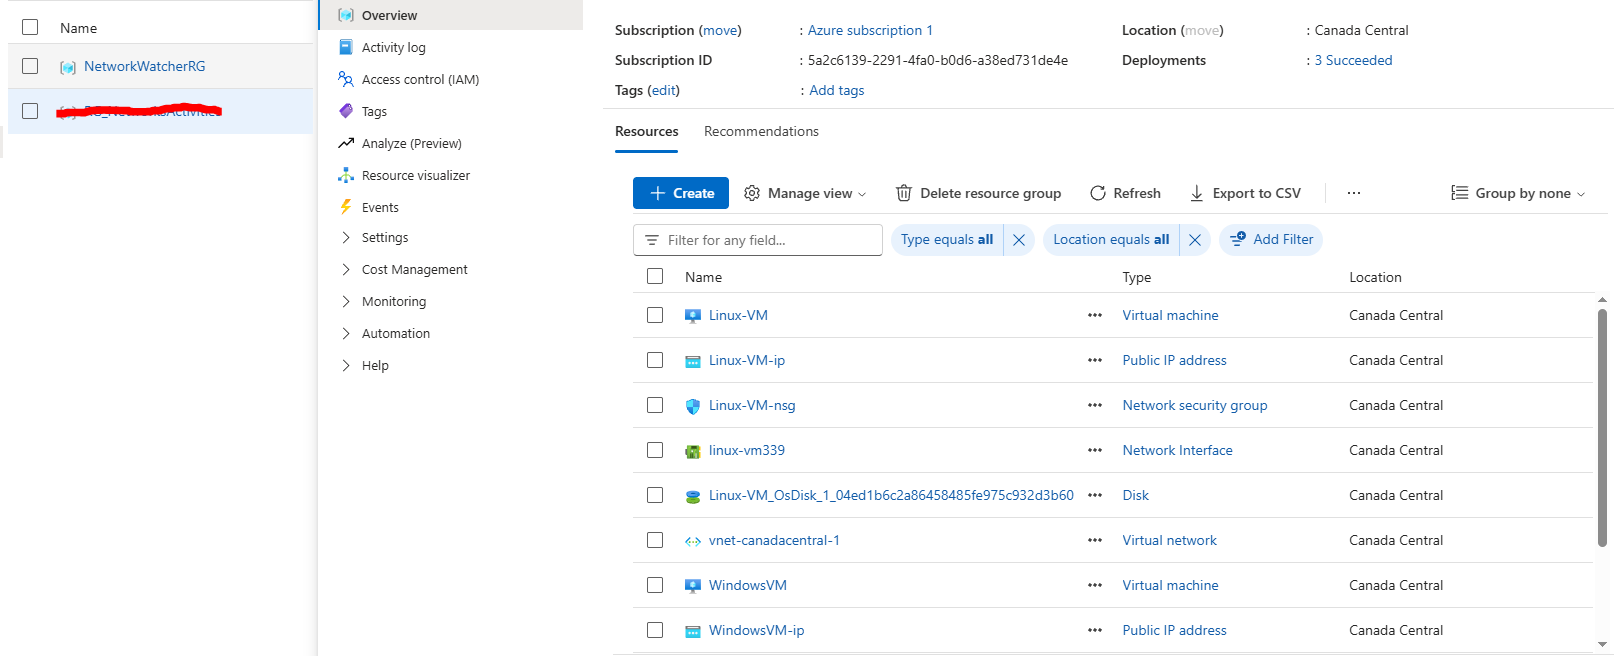 Name
NetworkWatcherRG
Overview
Activity log
Access control (IAM)
Tags
Analyze (Preview)
Resource visualizer
Events
Settings
Cost Management
Monitoring
Automation
Help
Subscription (move) : Azure subscription 1
Subscription ID : 5a2c6139-2291-4fa0-b0d6-a38ed731de4e
Tags (edit) : Add tags
Location (move) : Canada Central
Deployments : 3 Succeeded
Resources Recommendations
Create Manage view Delete resource group Refresh Export to CSV Group by none
Filter for any field... Type equals all Location equals all Add Filter
Name Type Location
Linux-VM Virtual machine Canada Central
Linux-VM-ip Public IP address Canada Central
Linux-VM-nsg Network security group Canada Central
linux-vm339 Network Interface Canada Central
Linux-VM_OsDisk_1_04ed1b6c2a86458485fe975c932d3b60 Disk Canada Central
vnet-canadacentral-1 Virtual network Canada Central
WindowsVM Virtual machine Canada Central
WindowsVM-ip Public IP address Canada Central